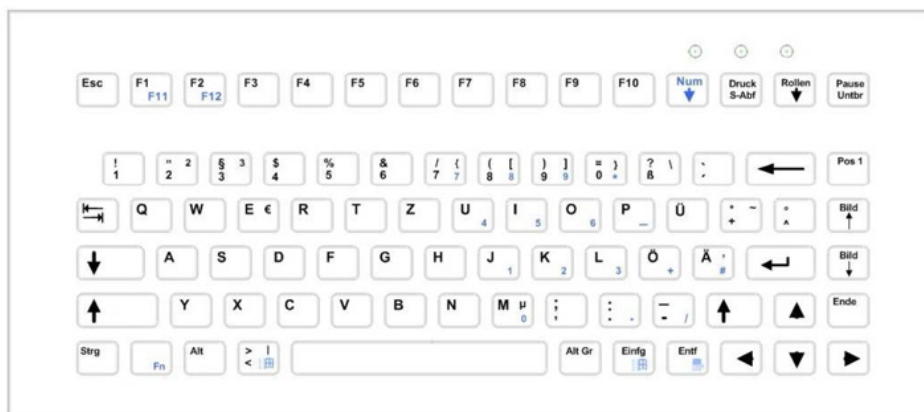 Esc F1 F11 F2 F12 F3 F4 F5 F6 F7 F8 F9 F10 Num Druck S-Abf Rollen Pause Untbr
! 1 " 2 2 § 3 3 $ 4 % 5 & 6 / { 7 7 ( [ 8 8 ) ] 9 9 = } 0 * ? \ ß ` ´ Pos 1
Q W E € R T Z U 4 I 5 O 6 P _ Ü * ~ + ° ^ Bild
A S D F G H J 1 K 2 L 3 Ö + Ä ' # Bild
Y X C V B N M µ 0 ; , : . _ - / Ende
Strg Fn Alt > | < Alt Gr Einfg Entf